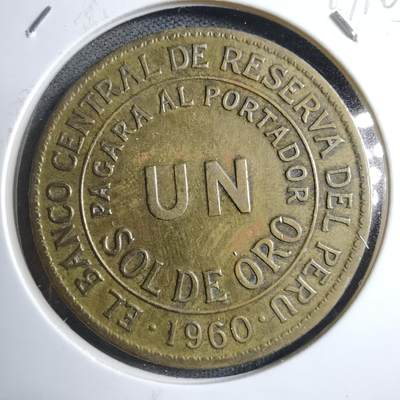 EL BANCO CENTRAL DE RESERVA DEL PERU
PAGARA AL PORTADOR
UN
SOL DE ORO
· 1960 ·